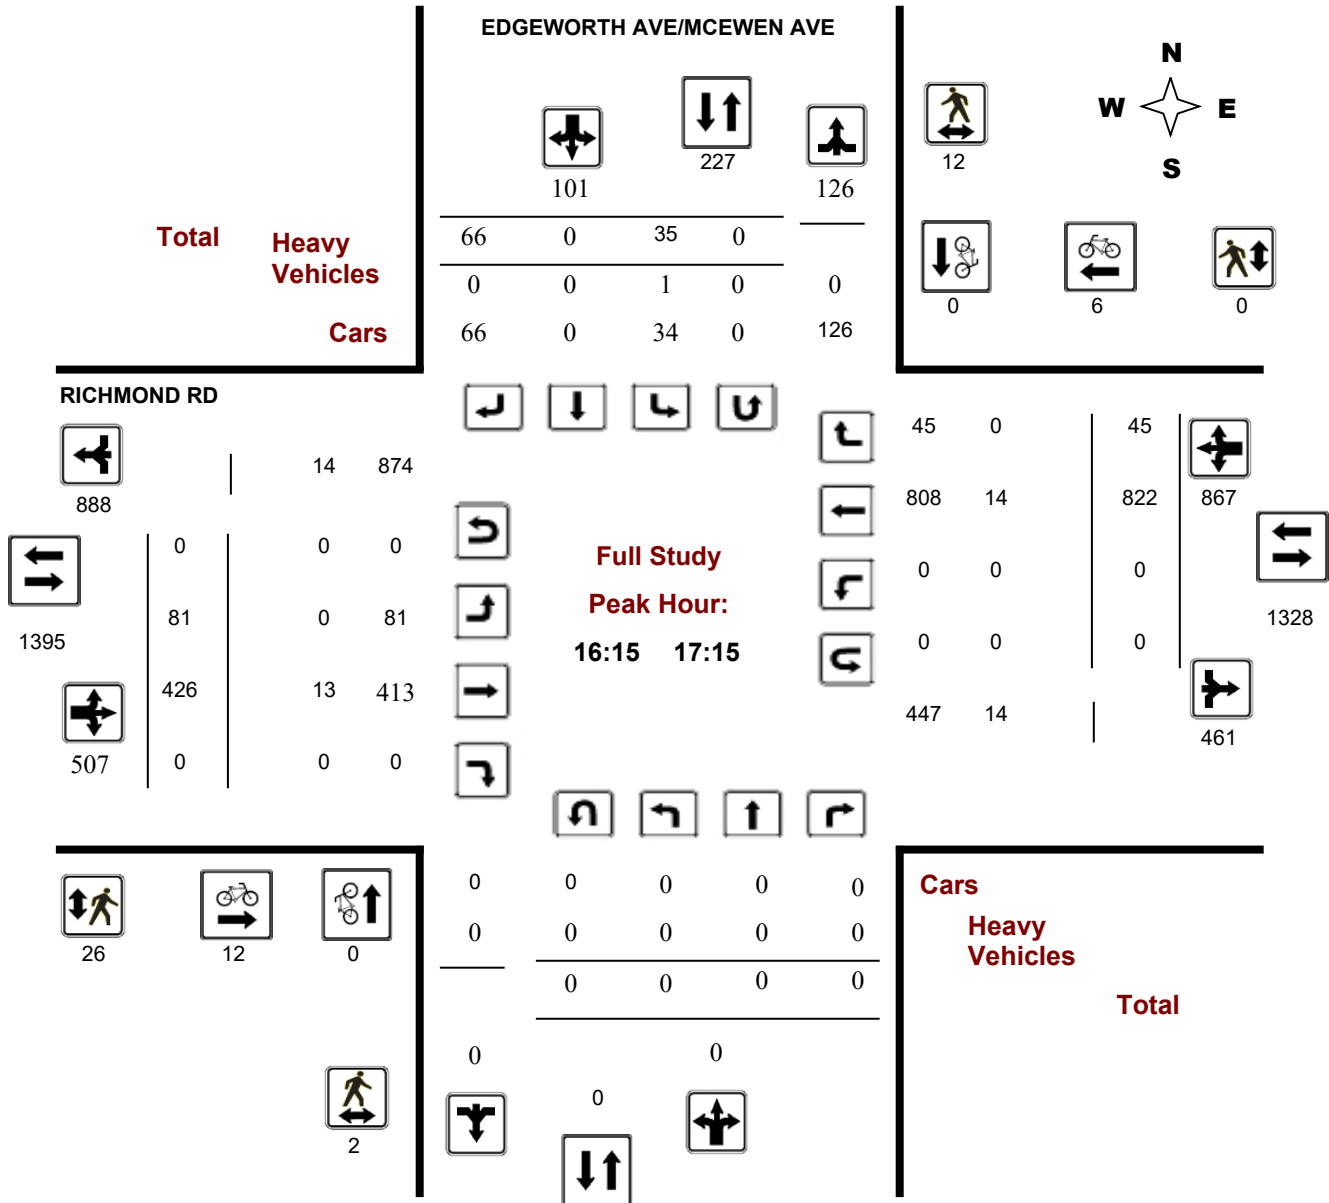 EDGEWORTH AVE/MCEWEN AVE
N
W E
S
227
12
101
126
Total
Heavy
Vehicles
66 0 35 0
0 0 1 0 0
0 6 0
Cars
66 0 34 0 126
RICHMOND RD
45 0 45
14 874
888
808 14 822 867
0 0 0
Full Study
0 0 0
Peak Hour:
81 0 81
1395
16:15 17:15
0 0 0
1328
426 13 413
447 14
461
507 0 0 0
0 0 0 0 0
Cars
26 12 0
0 0 0 0 0
Heavy
Vehicles
0 0 0 0
Total
0 0
0
2